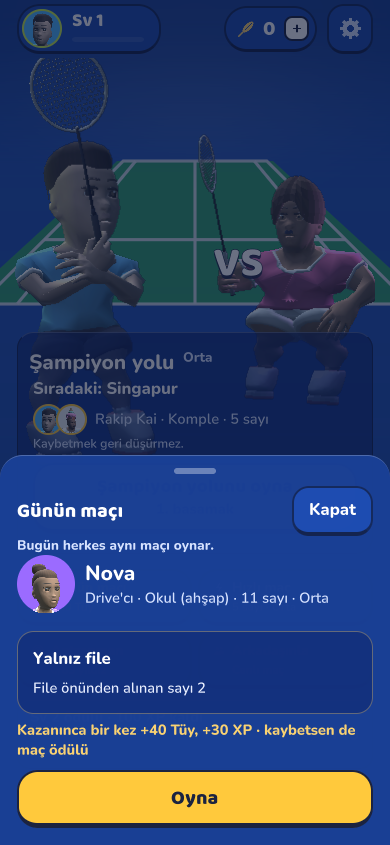 Sv 1
0
+
VS
Şampiyon yolu Orta
Sıradaki: Singapur
Rakip Kai · Komple · 5 sayı
Kaybetmek geri düşürmez.
Günün maçı
Kapat
Bugün herkes aynı maçı oynar.
Nova
Drive'cı · Okul (ahşap) · 11 sayı · Orta
Yalnız file
File önünden alınan sayı 2
Kazanınca bir kez +40 Tüy, +30 XP · kaybetsen de
maç ödülü
Oyna